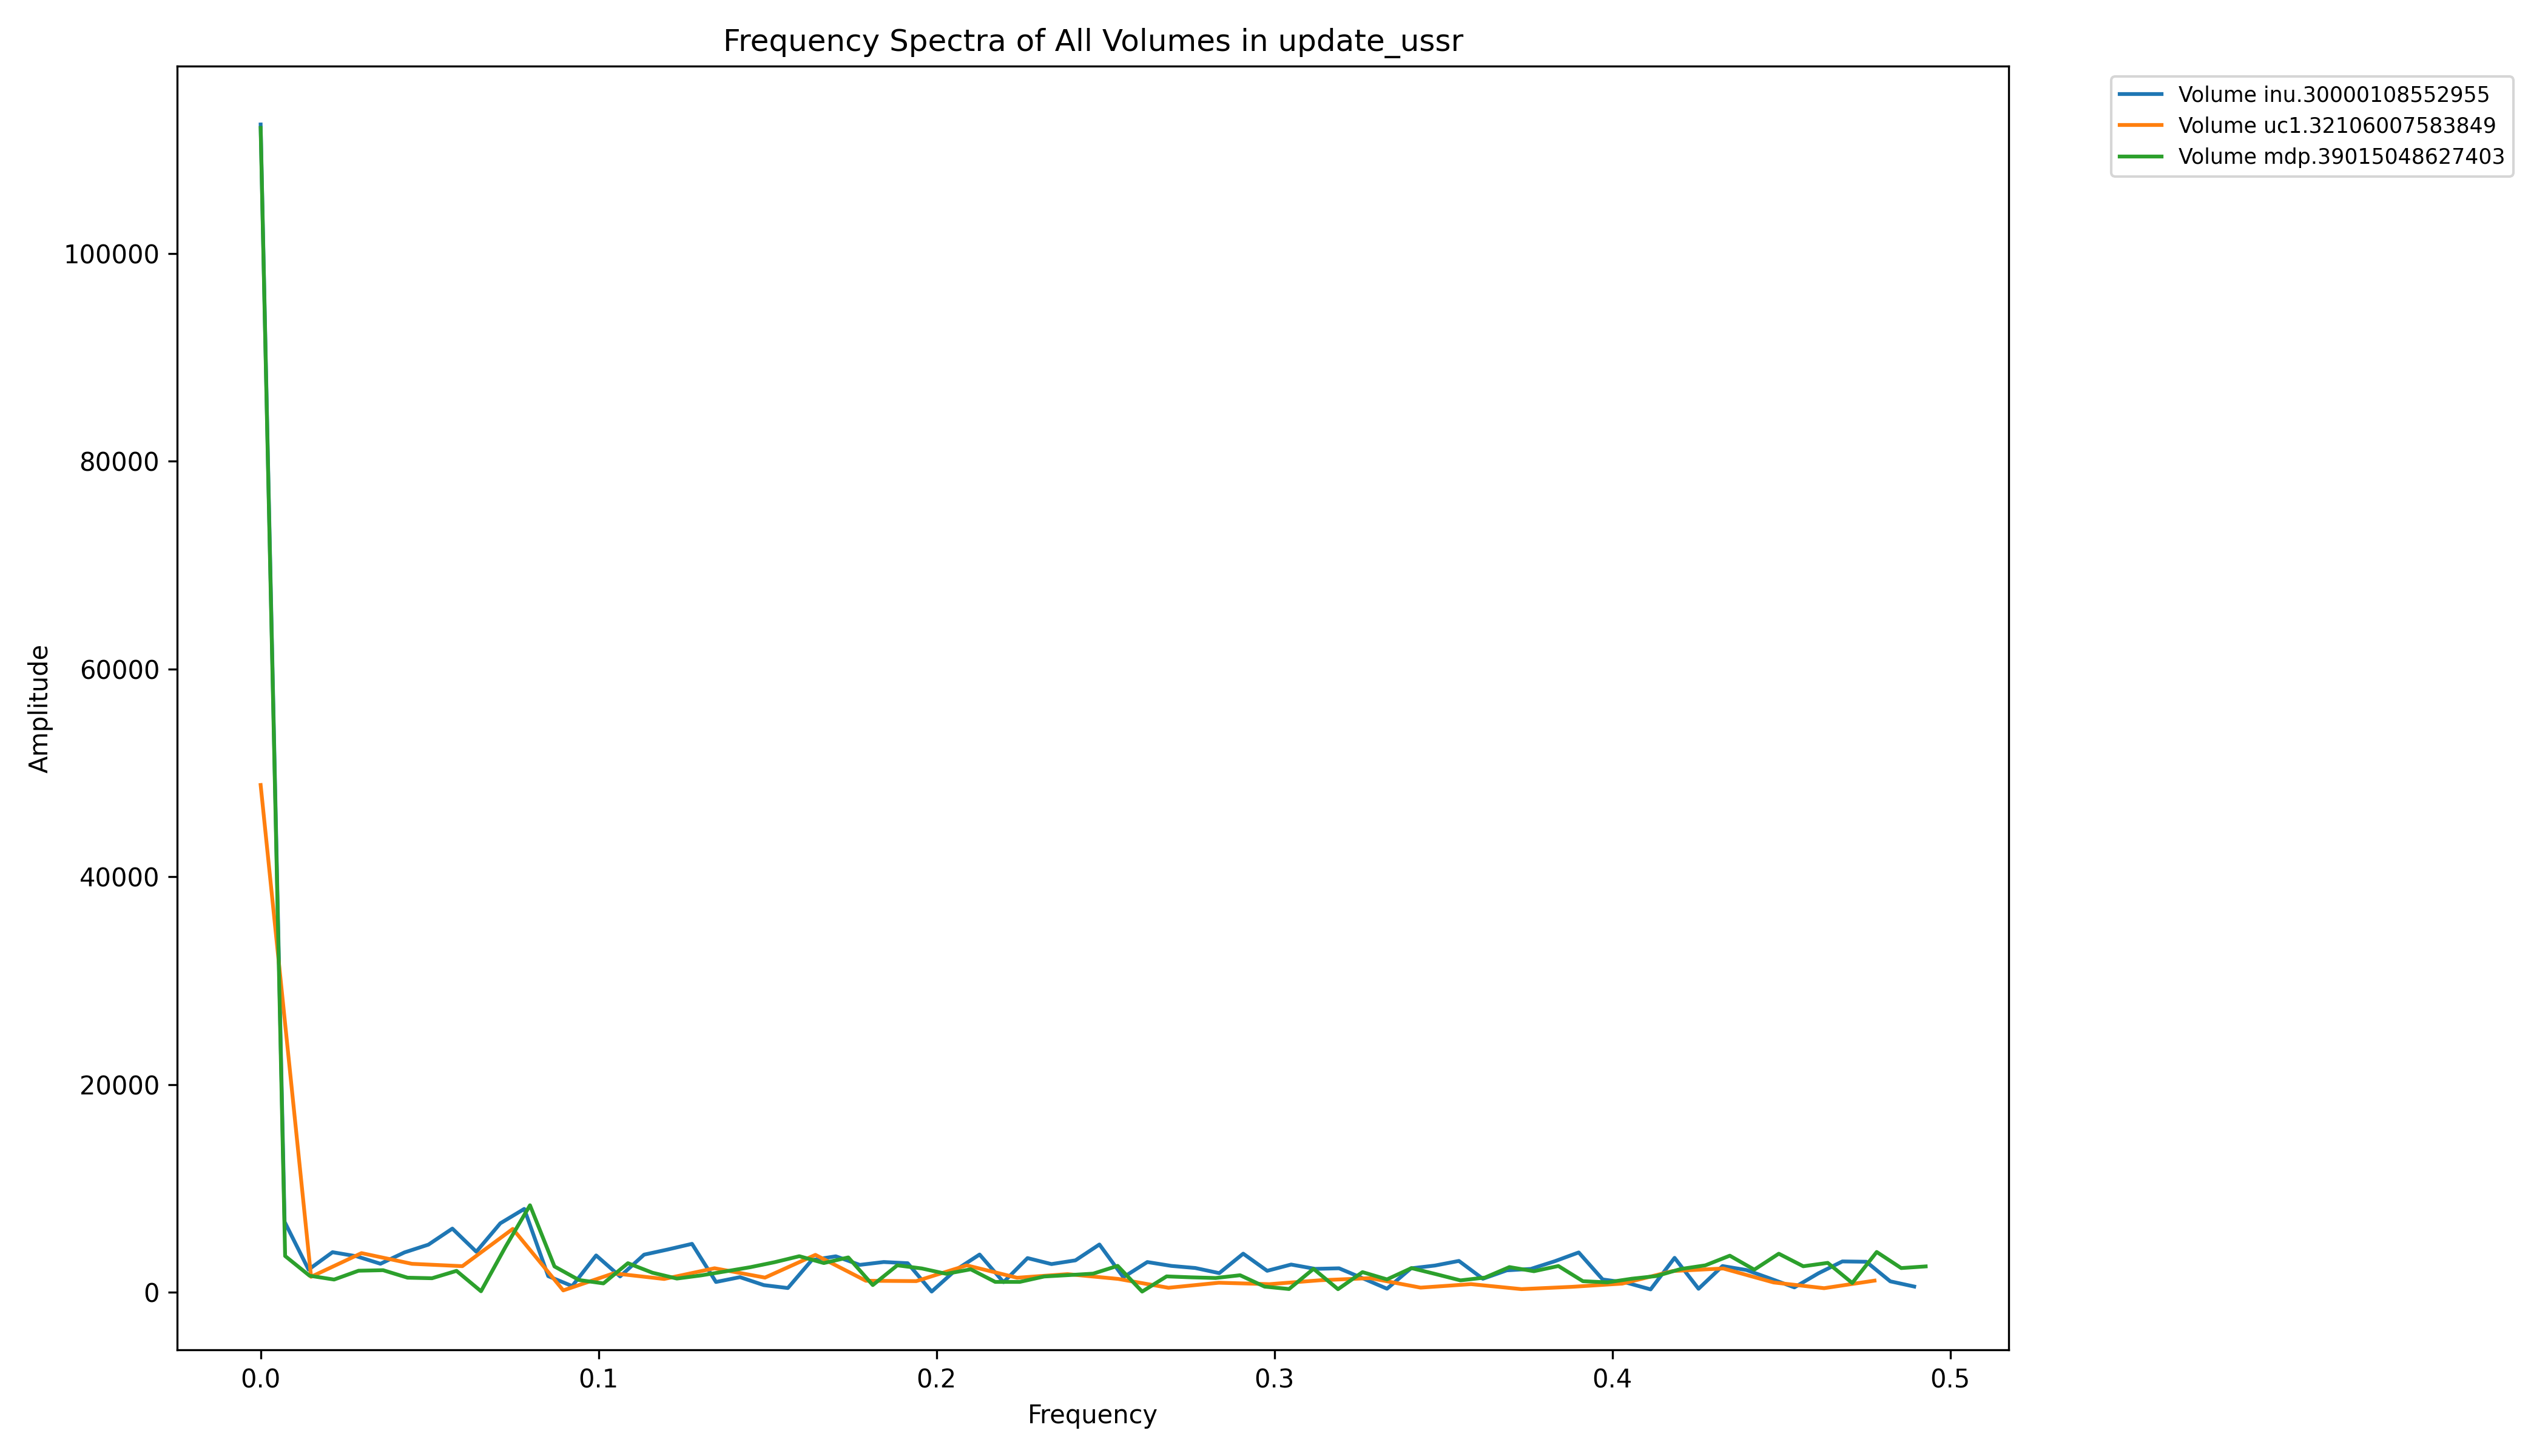 Frequency Spectra of All Volumes in update_ussr
Volume inu.30000108552955
Volume uc1.32106007583849
Volume mdp.39015048627403
Amplitude
100000
80000
60000
40000
20000
0
0.0 0.1 0.2 0.3 0.4 0.5
Frequency